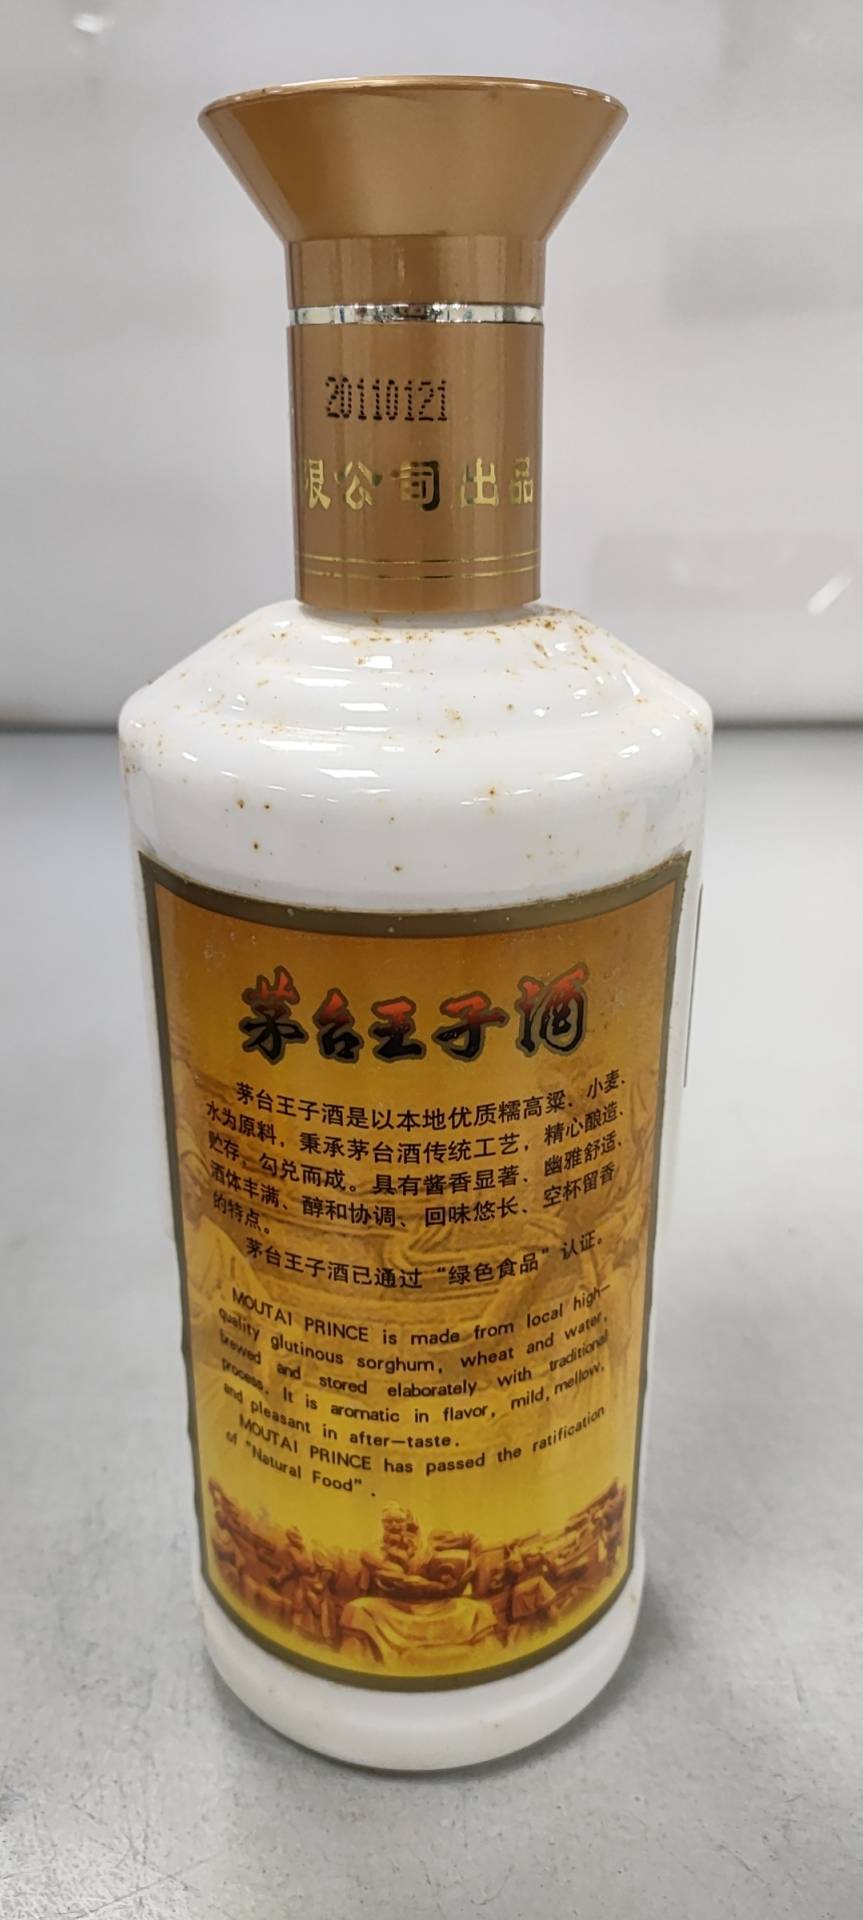 20110121
限公司出品
茅台王子酒
茅台王子酒是以本地优质糯高粱、小麦、
水为原料，秉承茅台酒传统工艺，精心酿造、
贮存，勾兑而成。具有酱香显著、幽雅舒适、
酒体丰满、醇和协调、回味悠长、空杯留香
的特点。
茅台王子酒已通过“绿色食品”认证。
MOUTAI PRINCE is made from local high-
quality glutinous sorghum, wheat and water,
brewed and stored elaborately with traditional
process. It is aromatic in flavor, mild, mellow,
and pleasant in after-taste.
MOUTAI PRINCE has passed the ratification
of "Natural Food".